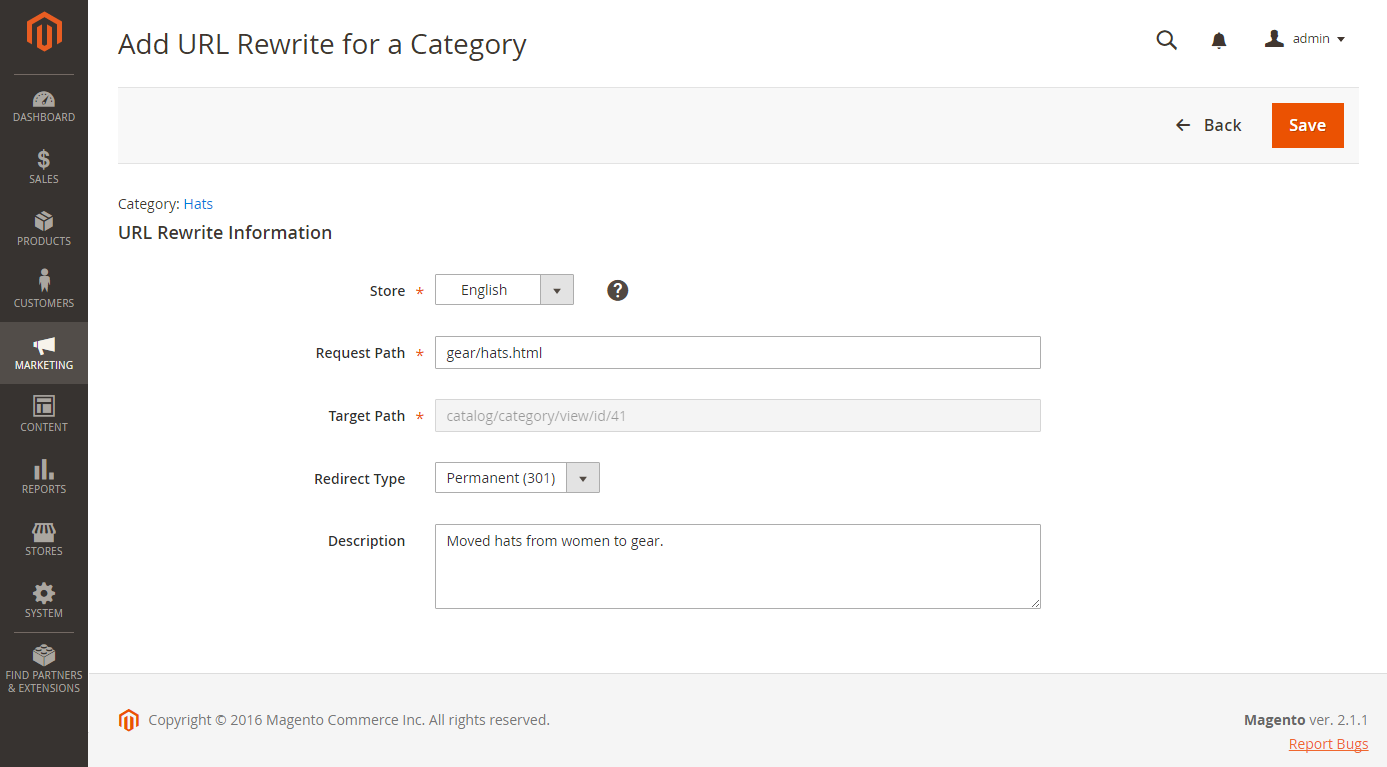 Add URL Rewrite for a Category
admin
Back
Save
DASHBOARD
SALES
PRODUCTS
CUSTOMERS
MARKETING
CONTENT
REPORTS
STORES
SYSTEM
FIND PARTNERS
& EXTENSIONS
Category: Hats
URL Rewrite Information
Store * English ?
Request Path * gear/hats.html
Target Path * catalog/category/view/id/41
Redirect Type Permanent (301)
Description Moved hats from women to gear.
Copyright © 2016 Magento Commerce Inc. All rights reserved.
Magento ver. 2.1.1
Report Bugs